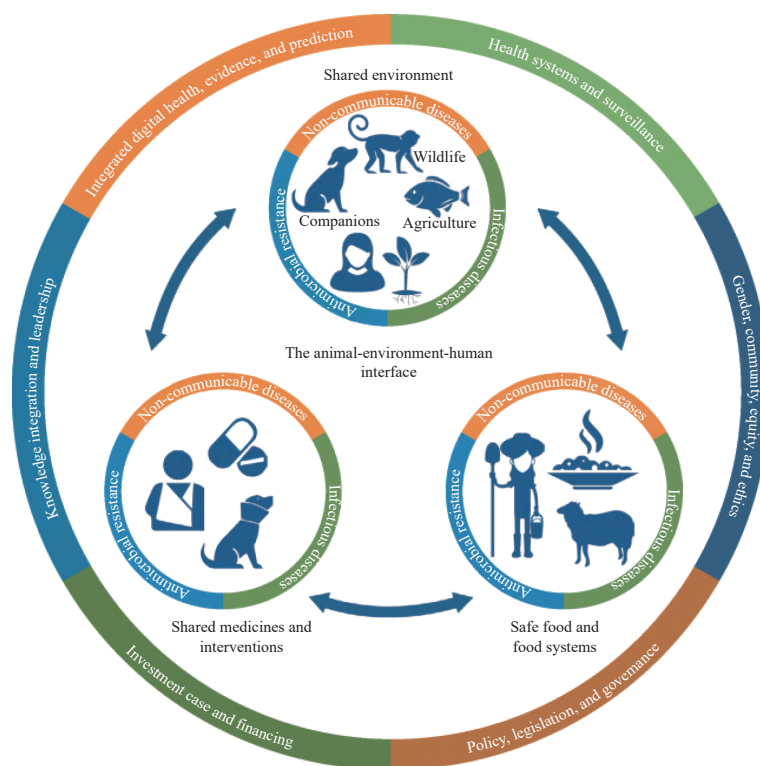 Integrated digital health, evidence, and prediction
Health systems and surveillance
Shared environment
Non-communicable diseases
Wildlife
Companions
Agriculture
Antimicrobial resistance
Infectious diseases
Knowledge integration and leadership
Gender, community, equity, and ethics
The animal-environment-human
interface
Non-communicable diseases
Antimicrobial resistance
Infectious diseases
Shared medicines and
interventions
Non-communicable diseases
Antimicrobial resistance
Infectious diseases
Safe food and
food systems
Investment case and financing
Policy, legislation, and governance